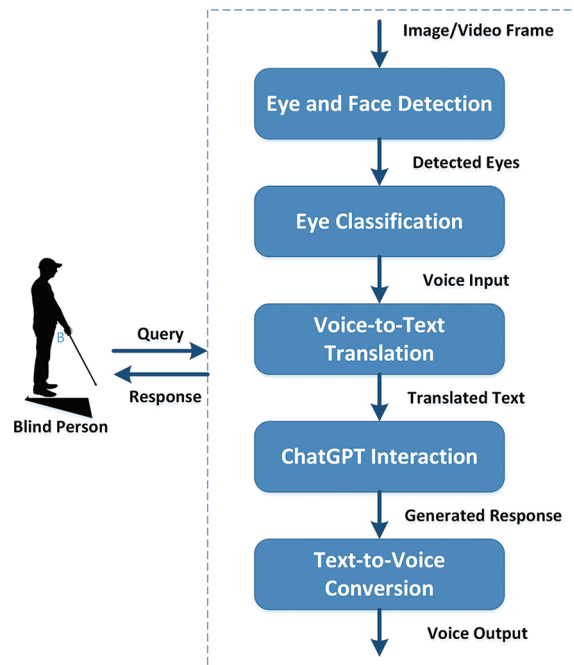 Image/Video Frame
Eye and Face Detection
Detected Eyes
Eye Classification
Voice Input
Voice-to-Text
Translation
Translated Text
ChatGPT Interaction
Generated Response
Text-to-Voice
Conversion
Voice Output
Query
Response
B
Blind Person